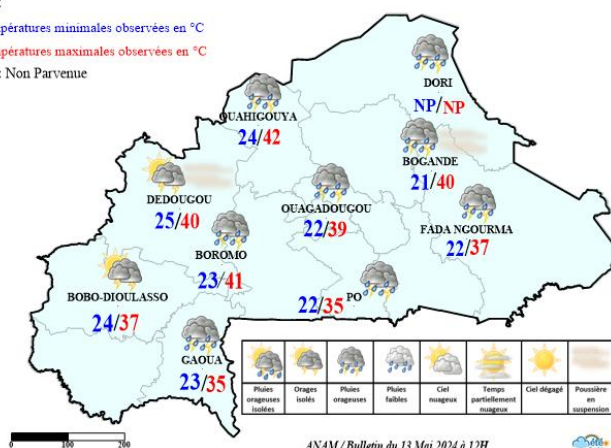 pératures minimales observées en °C
pératures maximales observées en °C
: Non Parvenue
DORI
NP/NP
OUAHIGOUYA
24/42
BOGANDE
21/40
DEDOUGOU
25/40
OUAGADOUGOU
22/39
FADA NGOURMA
22/37
BOROMO
23/41
BOBO-DIOULASSO
24/37
22/35 PO
GAOUA
23/35
Pluies orageuses isolées
Orages isolés
Pluies orageuses
Pluies faibles
Ciel nuageux
Temps partiellement nuageux
Ciel dégagé
Poussière en suspension
0 100 200
ANAM / Bulletin du 13 Mai 2024 à 12H